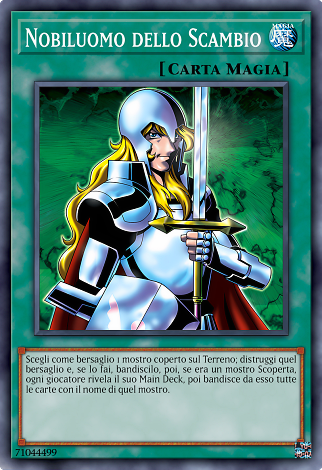 Nobiluomo dello Scambio
MAGIA
魔
[Carta Magia]
Scegli come bersaglio 1 mostro coperto sul Terreno; distruggi quel
bersaglio e, se lo fai, bandiscilo, poi, se era un mostro Scoperta,
ogni giocatore rivela il suo Main Deck, poi bandisce da esso tutte
le carte con il nome di quel mostro.
71044499